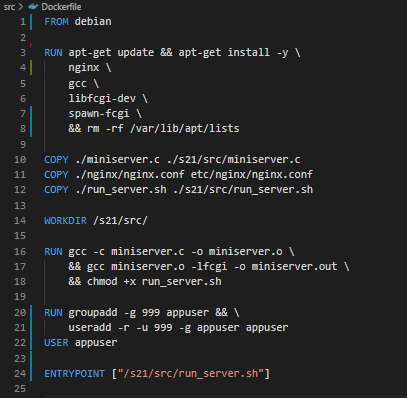 src > Dockerfile
1 FROM debian
2
3 RUN apt-get update && apt-get install -y \
4 nginx \
5 gcc \
6 libfcgi-dev \
7 spawn-fcgi \
8 && rm -rf /var/lib/apt/lists
9
10 COPY ./miniserver.c ./s21/src/miniserver.c
11 COPY ./nginx/nginx.conf etc/nginx/nginx.conf
12 COPY ./run_server.sh ./s21/src/run_server.sh
13
14 WORKDIR /s21/src/
15
16 RUN gcc -c miniserver.c -o miniserver.o \
17 && gcc miniserver.o -lfcgi -o miniserver.out \
18 && chmod +x run_server.sh
19
20 RUN groupadd -g 999 appuser && \
21 useradd -r -u 999 -g appuser appuser
22 USER appuser
23
24 ENTRYPOINT ["/s21/src/run_server.sh"]
25